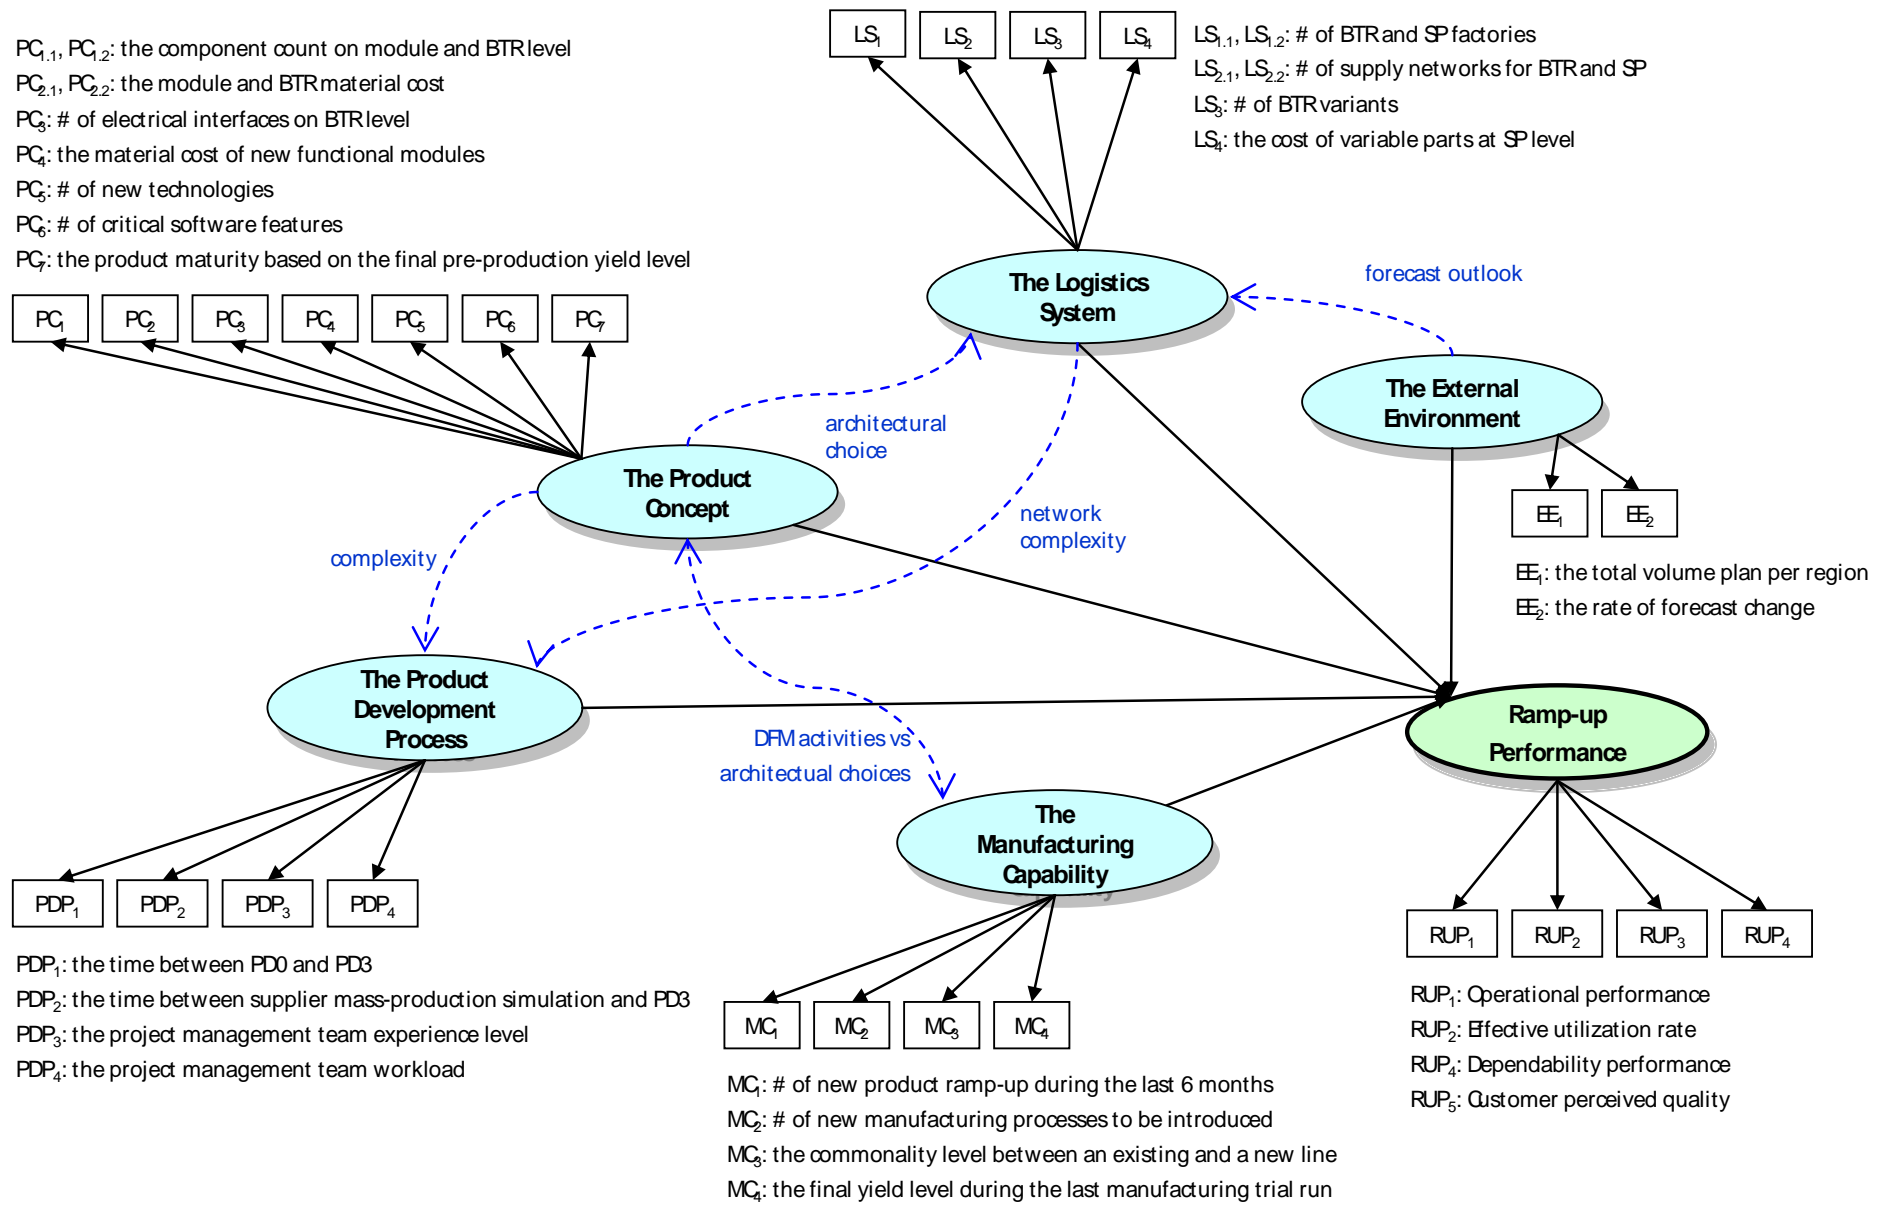 PC1.1, PC1.2: the component count on module and BTR level
PC2.1, PC2.2: the module and BTR material cost
PC3: # of electrical interfaces on BTR level
PC4: the material cost of new functional modules
PC5: # of new technologies
PC6: # of critical software features
PC7: the product maturity based on the final pre-production yield level
PC1 PC2 PC3 PC4 PC5 PC6 PC7
LS1 LS2 LS3 LS4
LS1.1, LS1.2: # of BTR and SP factories
LS2.1, LS2.2: # of supply networks for BTR and SP
LS3: # of BTR variants
LS4: the cost of variable parts at SP level
The Logistics
System
forecast outlook
The External
Environment
EE1 EE2
EE1: the total volume plan per region
EE2: the rate of forecast change
architectural
choice
The Product
Concept
network
complexity
complexity
The Product
Development
Process
DFM activities vs
architectual choices
The
Manufacturing
Capability
Ramp-up
Performance
PDP1 PDP2 PDP3 PDP4
PDP1: the time between PD0 and PD3
PDP2: the time between supplier mass-production simulation and PD3
PDP3: the project management team experience level
PDP4: the project management team workload
MC1 MC2 MC3 MC4
MC1: # of new product ramp-up during the last 6 months
MC2: # of new manufacturing processes to be introduced
MC3: the commonality level between an existing and a new line
MC4: the final yield level during the last manufacturing trial run
RUP1 RUP2 RUP3 RUP4
RUP1: Operational performance
RUP2: Effective utilization rate
RUP4: Dependability performance
RUP5: Customer perceived quality